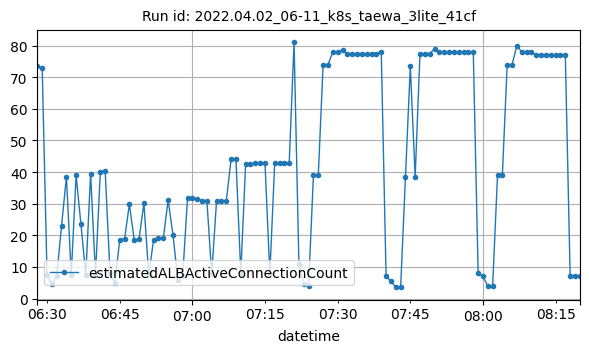 Run id: 2022.04.02_06-11_k8s_taewa_3lite_41cf
80
70
60
50
40
30
20
10
0
estimatedALBActiveConnectionCount
06:30 06:45 07:00 07:15 07:30 07:45 08:00 08:15
datetime